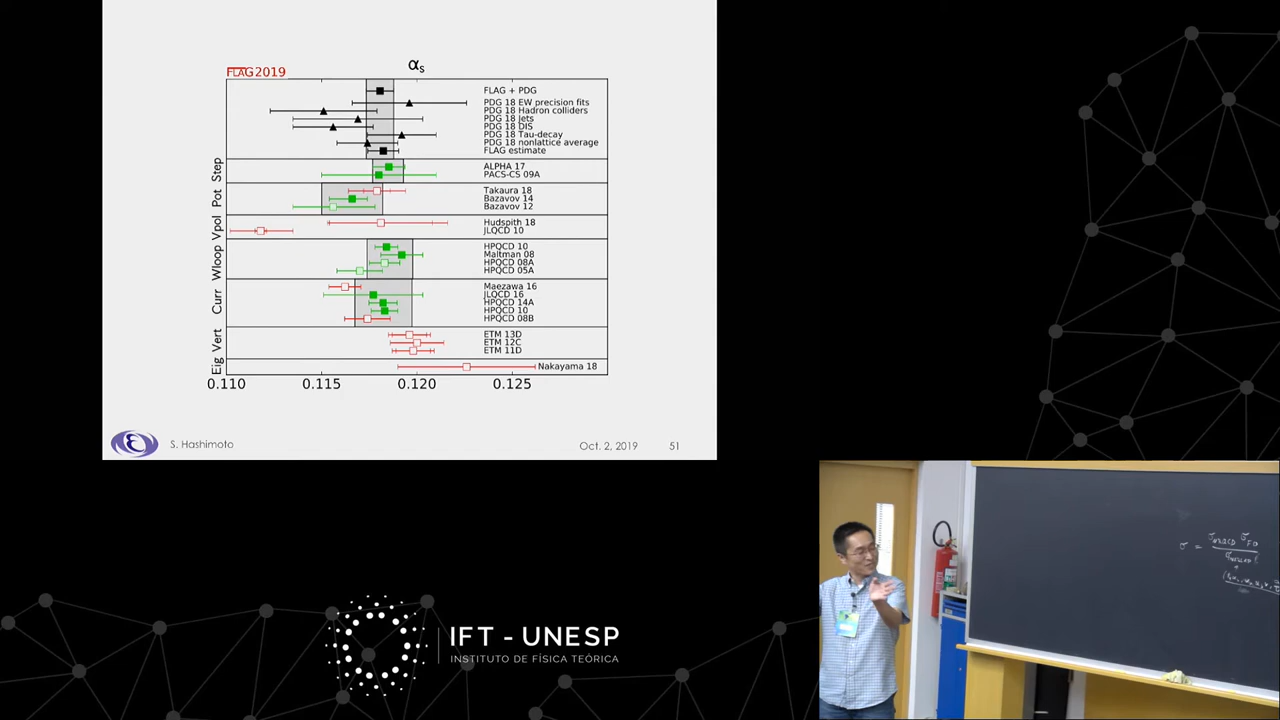 FLAG2019
αs
FLAG + PDG
PDG 18 EW precision fits
PDG 18 Hadron colliders
PDG 18 Jets
PDG 18 DIS
PDG 18 Tau-decay
PDG 18 nonlattice average
FLAG estimate
Step
ALPHA 17
PACS-CS 09A
Pot
Takaura 18
Bazavov 14
Bazavov 12
Vpol
Hudspith 18
JLQCD 10
Wloop
HPQCD 10
Maltman 08
HPQCD 08A
HPQCD 05A
Curr
Maezawa 16
JLQCD 16
HPQCD 14A
HPQCD 10
HPQCD 08B
Vert
ETM 13D
ETM 12C
ETM 11D
Eig
Nakayama 18
0.110 0.115 0.120 0.125
S. Hashimoto Oct. 2, 2019 51
σ =
IFT - UNESP
INSTITUTO DE FÍSICA TEÓRICA